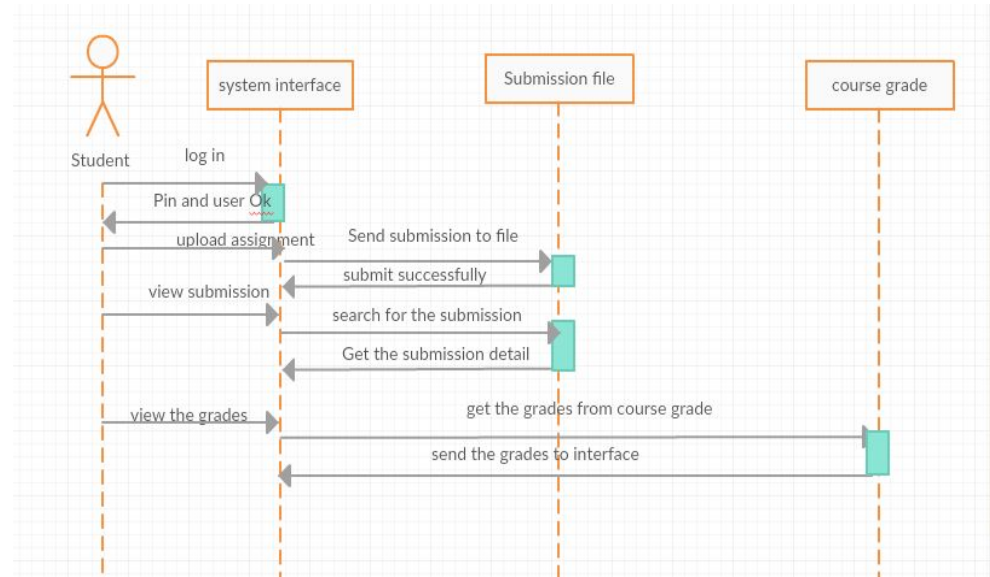 system interface
Submission file
course grade
Student
log in
Pin and user Ok
upload assignment
Send submission to file
submit successfully
view submission
search for the submission
Get the submission detail
view the grades
get the grades from course grade
send the grades to interface